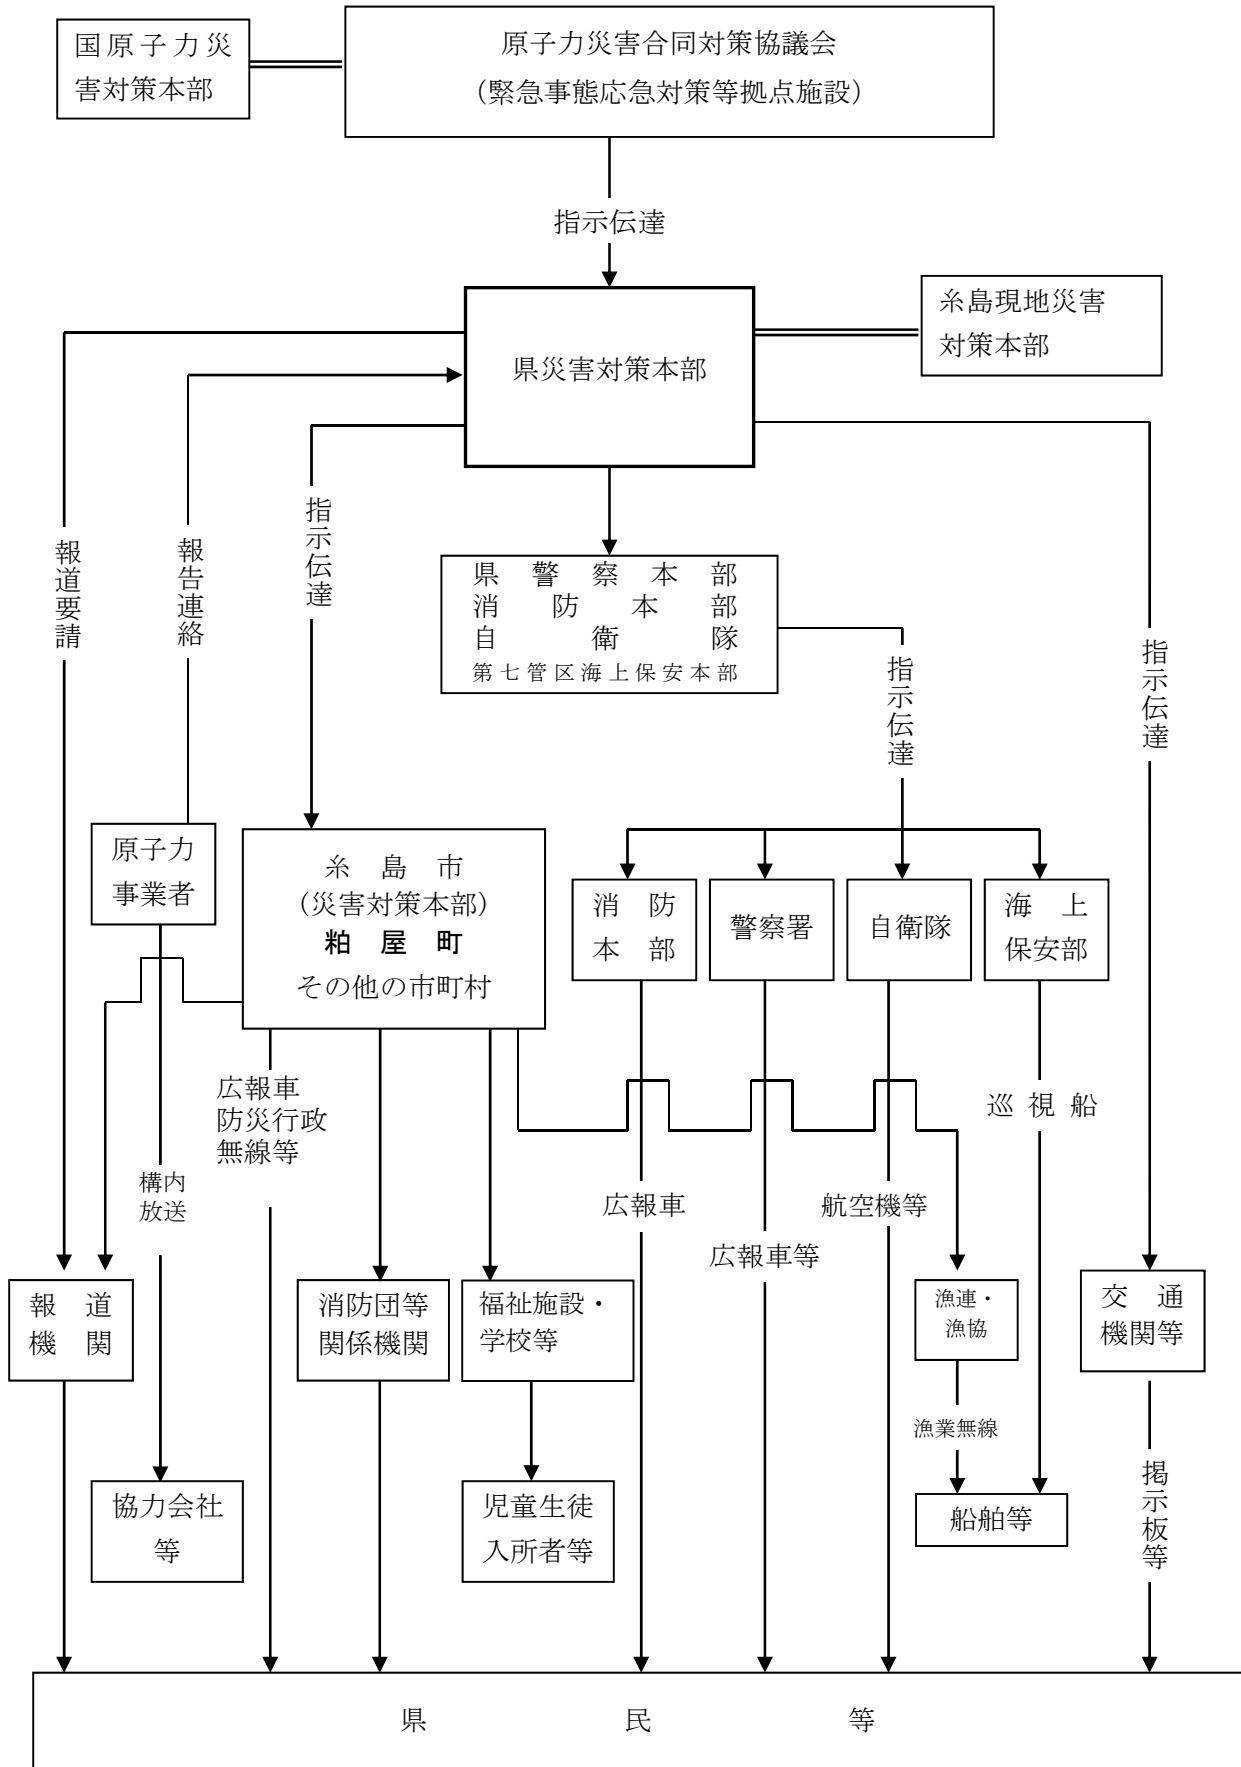 国原子力災
害対策本部
原子力災害合同対策協議会
（緊急事態応急対策等拠点施設）
指示伝達
県災害対策本部
糸島現地災害
対策本部
報道要請
報告連絡
指示伝達
県警察本部
消防本部
自衛隊
第七管区海上保安本部
指示伝達
指示伝達
原子力
事業者
糸島市
（災害対策本部）
粕屋町
その他の市町村
消防
本部
警察署
自衛隊
海上
保安部
広報車
防災行政
無線等
構内
放送
広報車
広報車等
航空機等
巡視船
報道
機関
消防団等
関係機関
福祉施設・
学校等
漁連・
漁協
交通
機関等
漁業無線
掲示板等
協力会社
等
児童生徒
入所者等
船舶等
県民等